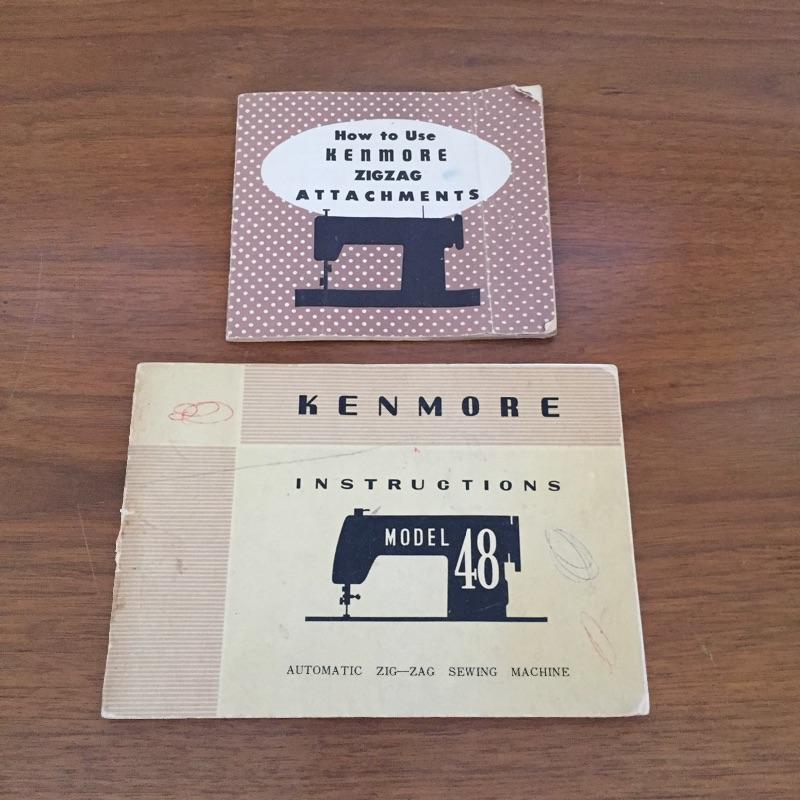 How to Use
KENMORE
ZIGZAG
ATTACHMENTS
KENMORE
INSTRUCTIONS
MODEL 48
AUTOMATIC ZIG—ZAG SEWING MACHINE